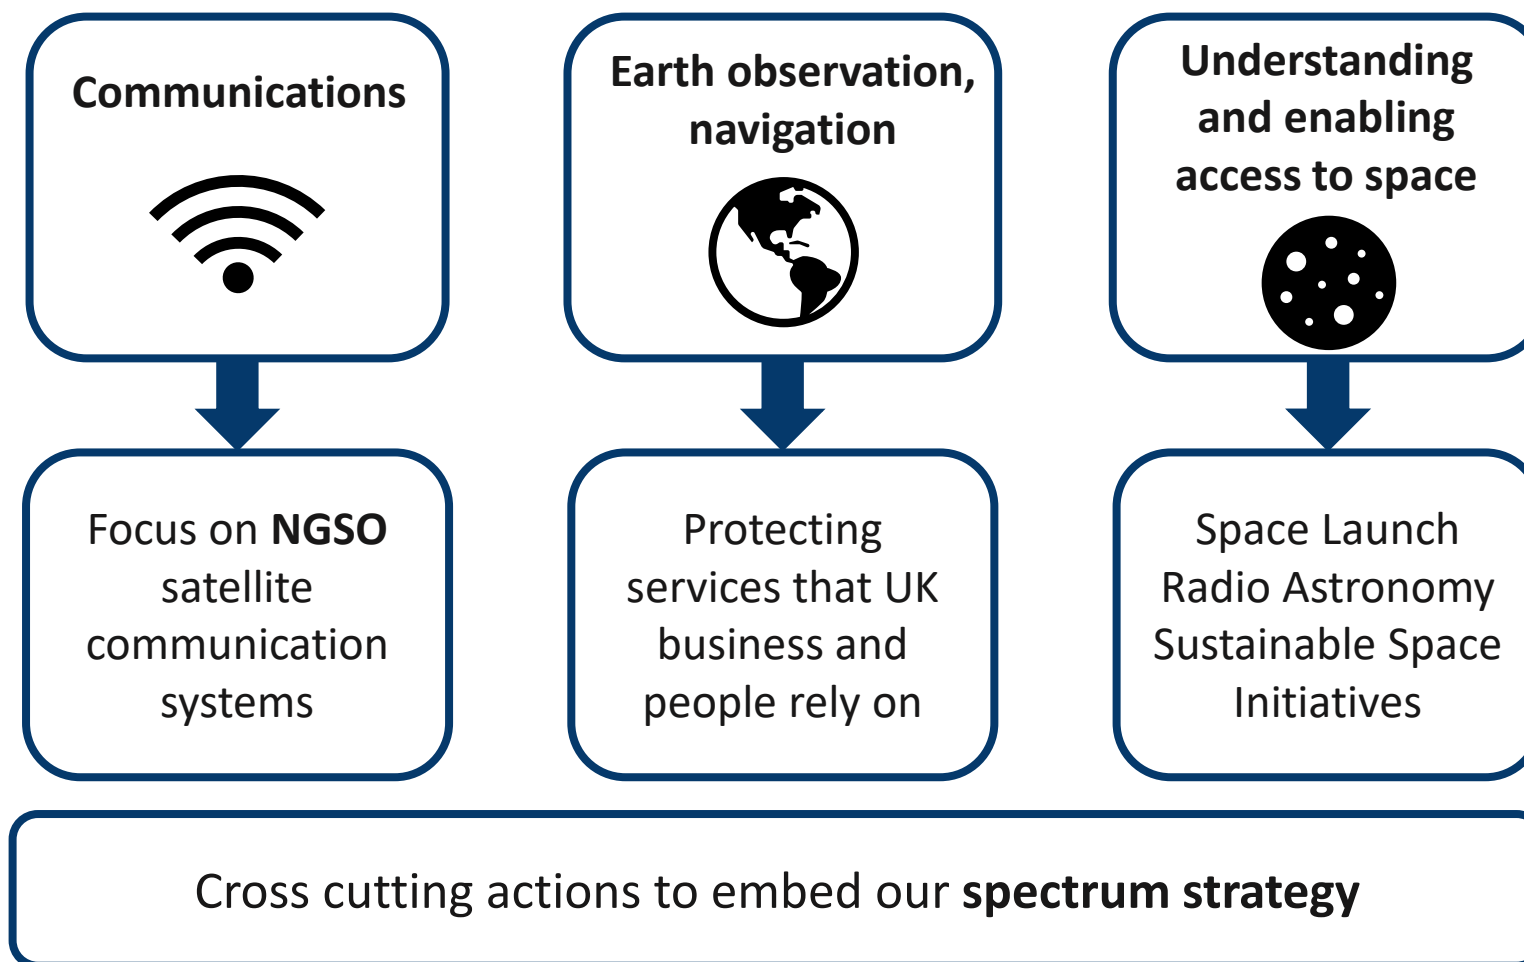 Communications
Earth observation,
navigation
Understanding
and enabling
access to space
Focus on NGSO
satellite
communication
systems
Protecting
services that UK
business and
people rely on
Space Launch
Radio Astronomy
Sustainable Space
Initiatives
Cross cutting actions to embed our spectrum strategy